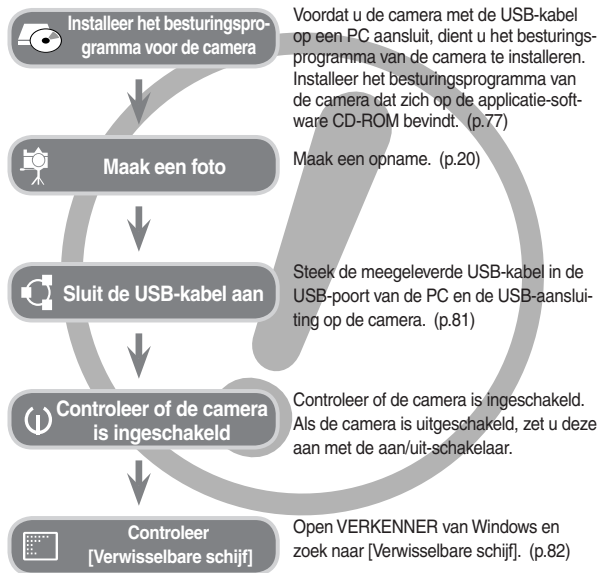 Installeer het besturingspro-
gramma voor de camera
Voordat u de camera met de USB-kabel
op een PC aansluit, dient u het besturings-
programma van de camera te installeren.
Installeer het besturingsprogramma van
de camera dat zich op de applicatie-soft-
ware CD-ROM bevindt. (p.77)
Maak een foto
Maak een opname. (p.20)
Sluit de USB-kabel aan
Steek de meegeleverde USB-kabel in de
USB-poort van de PC en de USB-aanslui-
ting op de camera. (p.81)
Controleer of de camera
is ingeschakeld
Controleer of de camera is ingeschakeld.
Als de camera is uitgeschakeld, zet u deze
aan met de aan/uit-schakelaar.
Controleer
[Verwisselbare schijf]
Open VERKENNER van Windows en
zoek naar [Verwisselbare schijf]. (p.82)